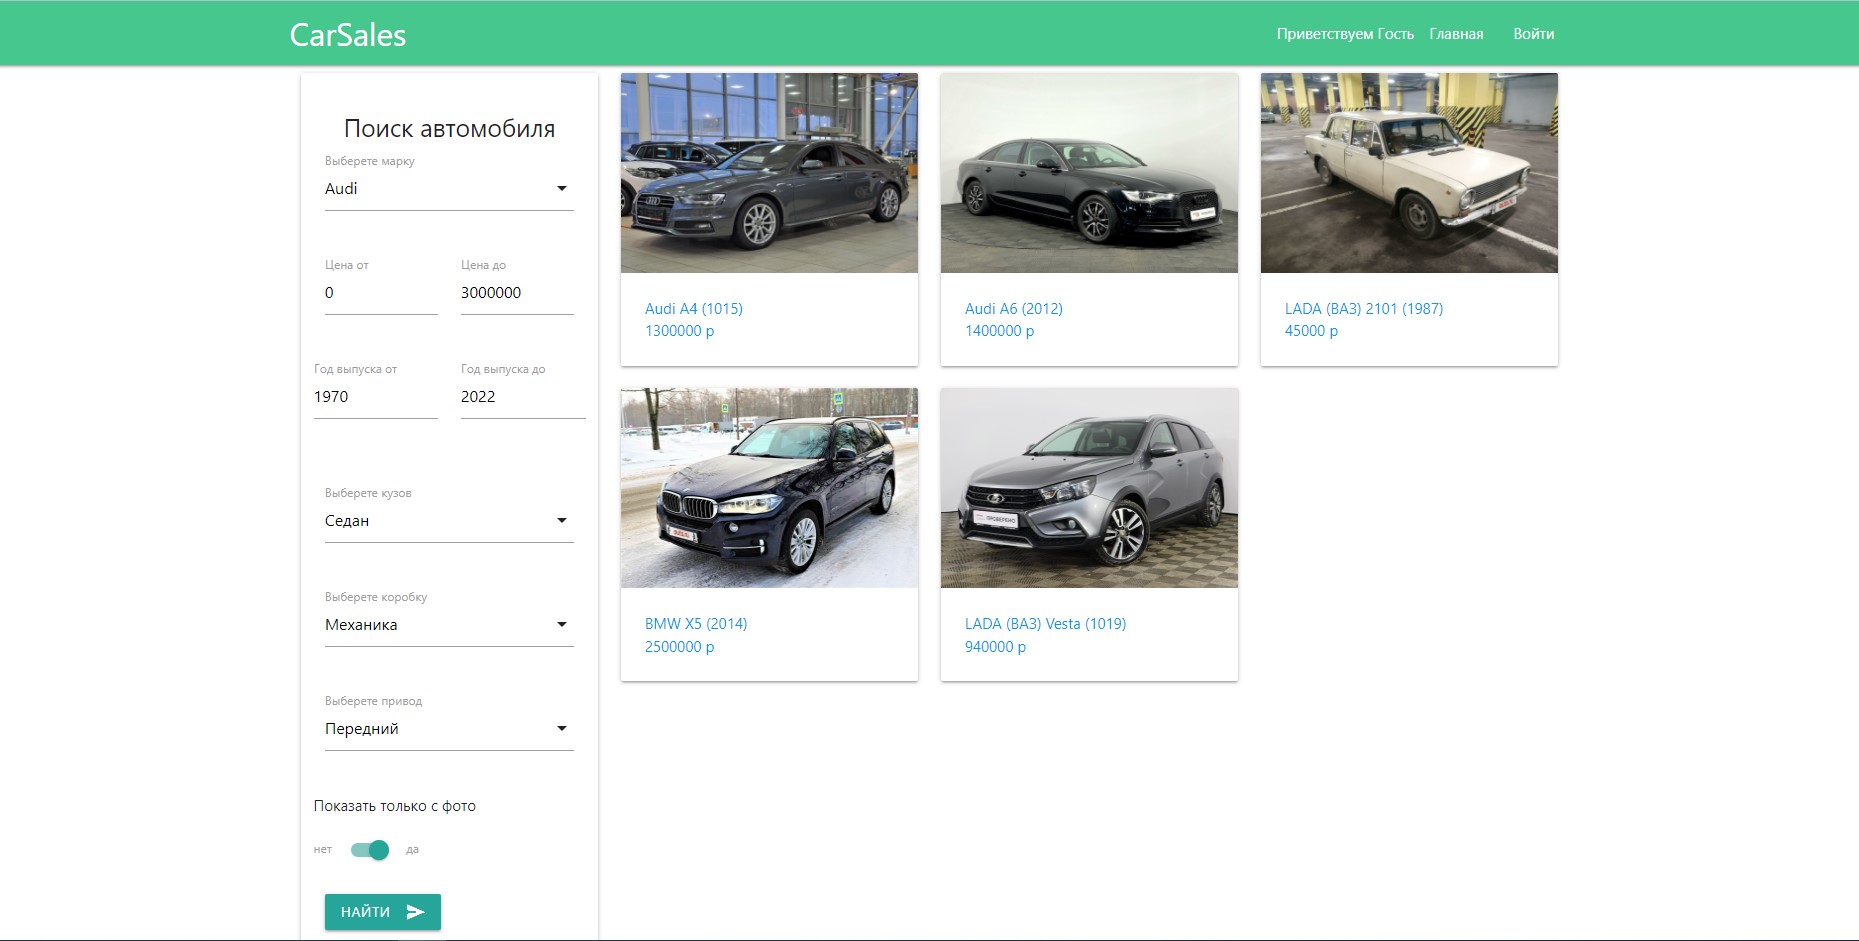 CarSales
Приветствуем Гость Главная Войти
Поиск автомобиля
Выберете марку
Audi
Цена от Цена до
0 3000000
Год выпуска от Год выпуска до
1970 2022
Выберете кузов
Седан
Выберете коробку
Механика
Выберете привод
Передний
Показать только с фото
нет да
НАЙТИ
Audi A4 (1015)
1300000 р
Audi A6 (2012)
1400000 р
LADA (ВАЗ) 2101 (1987)
45000 р
BMW X5 (2014)
2500000 р
ПРОВЕРЕНО
LADA (ВАЗ) Vesta (1019)
940000 р